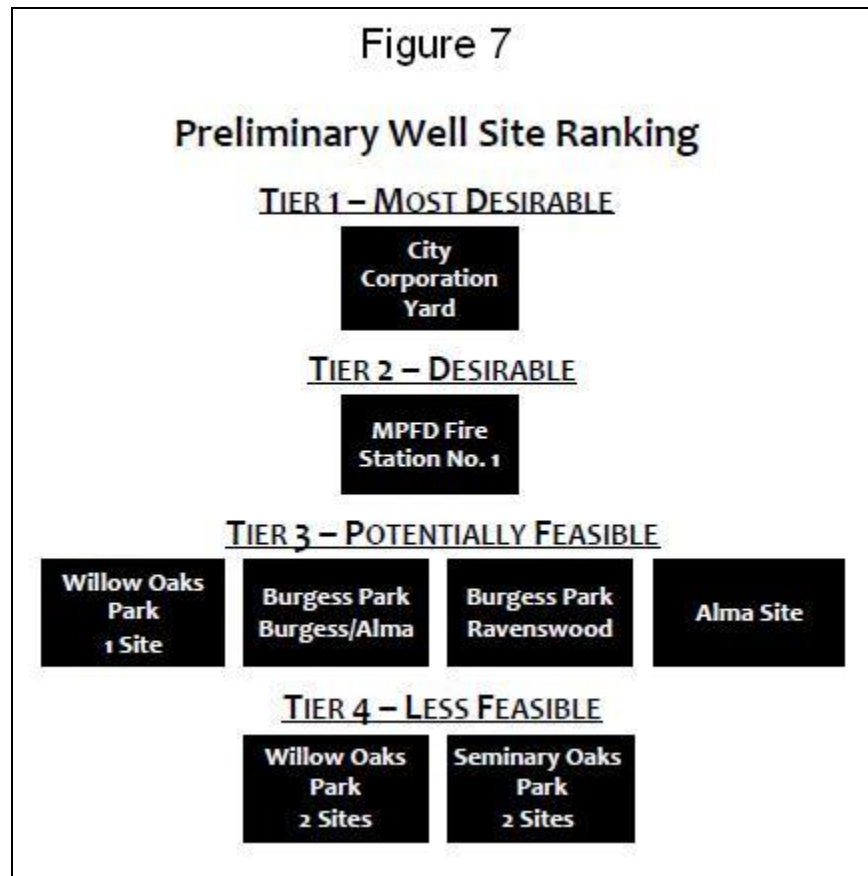 Figure 7
Preliminary Well Site Ranking
TIER 1 – MOST DESIRABLE
City
Corporation
Yard
TIER 2 – DESIRABLE
MPFD Fire
Station No. 1
TIER 3 – POTENTIALLY FEASIBLE
Willow Oaks
Park
1 Site
Burgess Park
Burgess/Alma
Burgess Park
Ravenswood
Alma Site
TIER 4 – LESS FEASIBLE
Willow Oaks
Park
2 Sites
Seminary Oaks
Park
2 Sites